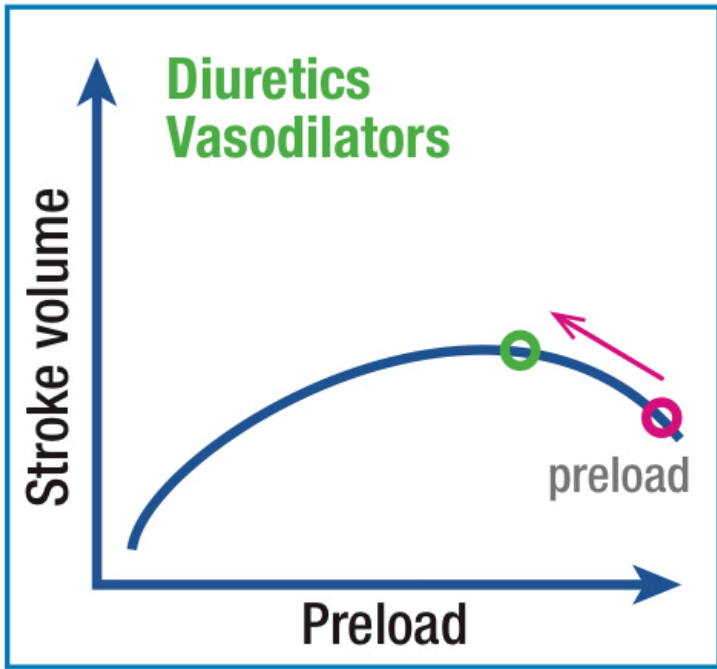 Diuretics
Vasodilators
Stroke volume
preload
Preload